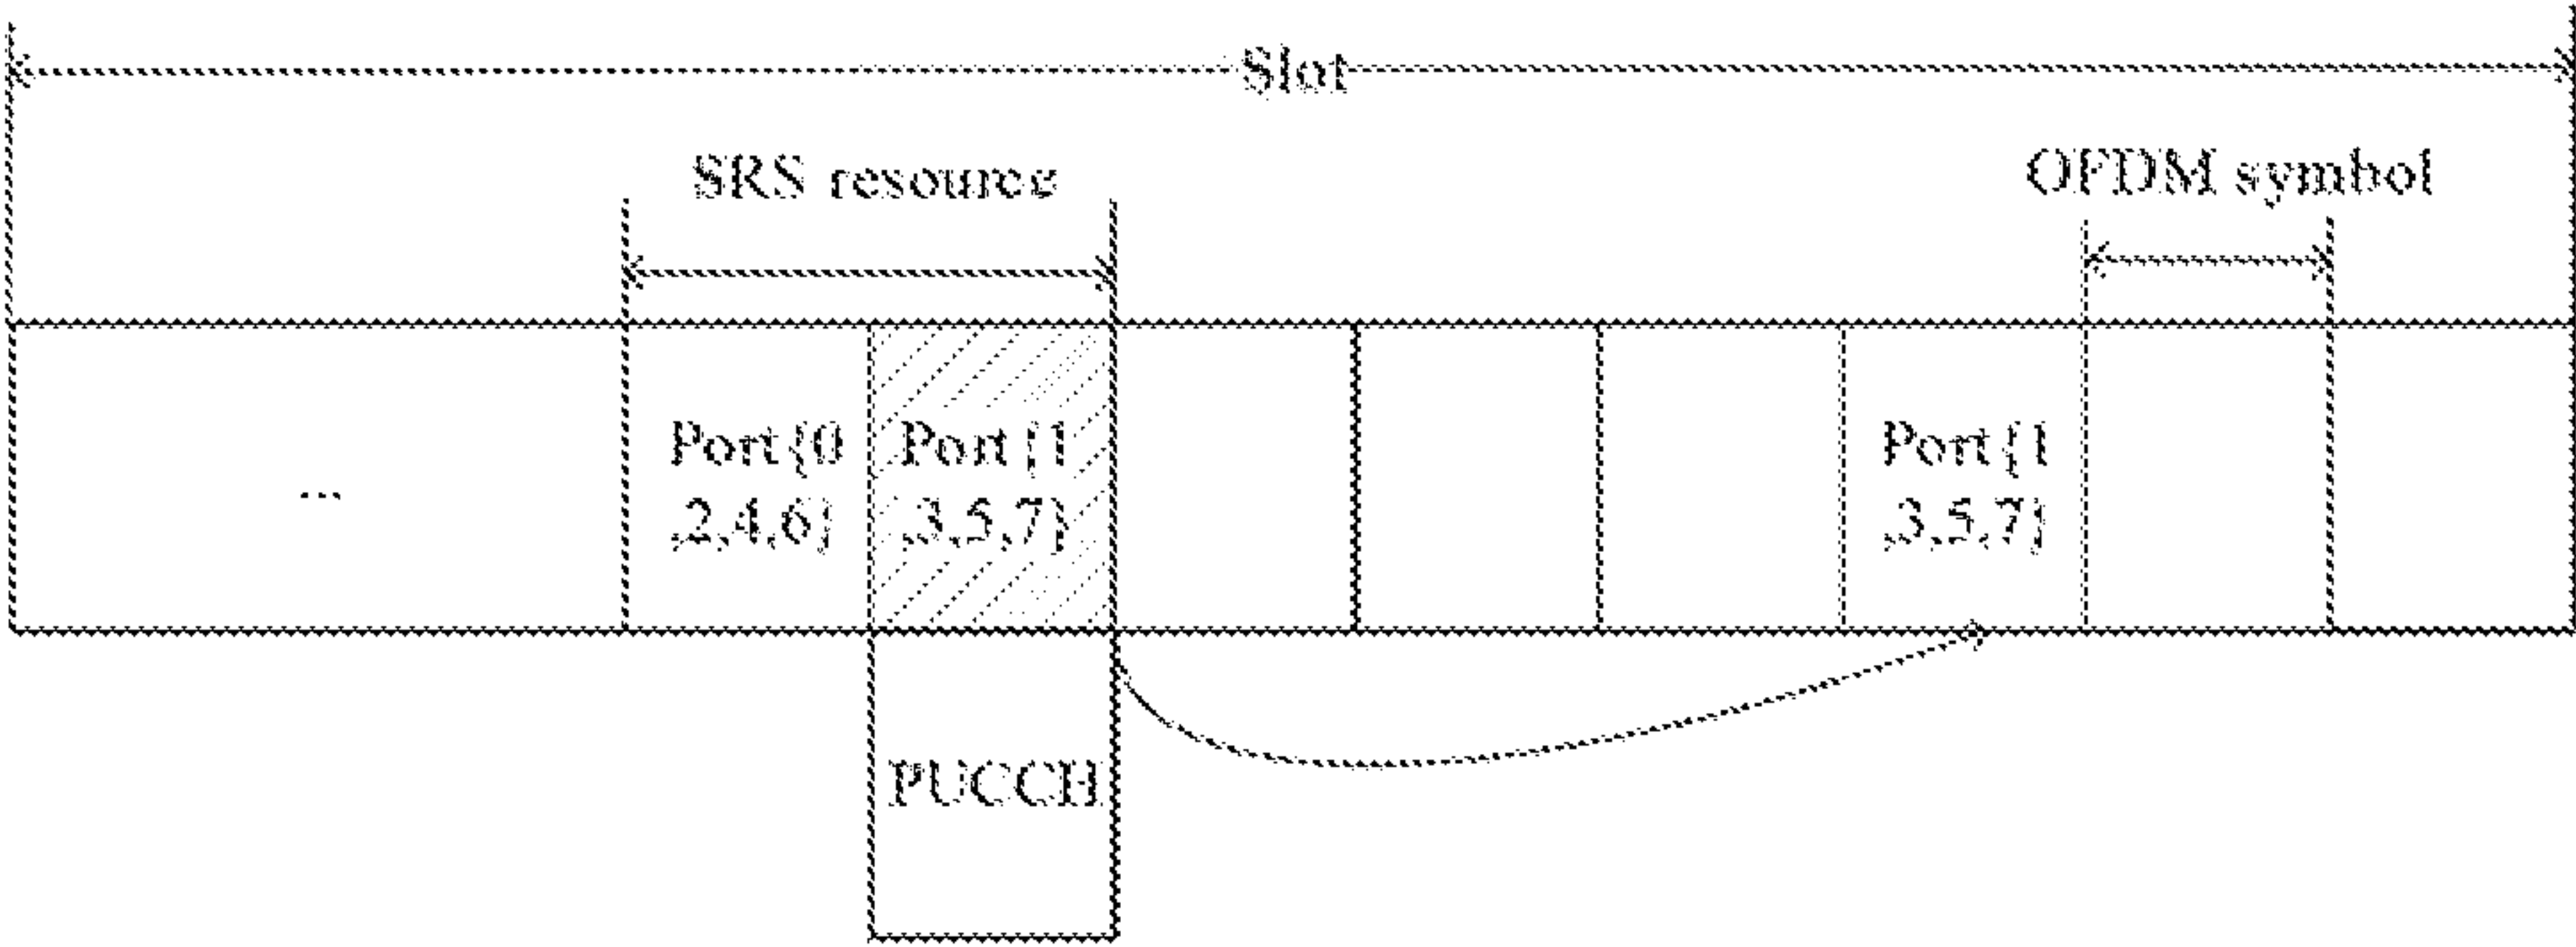 Slot
SRS resource
OFDM symbol
...
Port{0
,2,4,6}
Port{1
,3,5,7}
Port{1
,3,5,7}
PUCCH